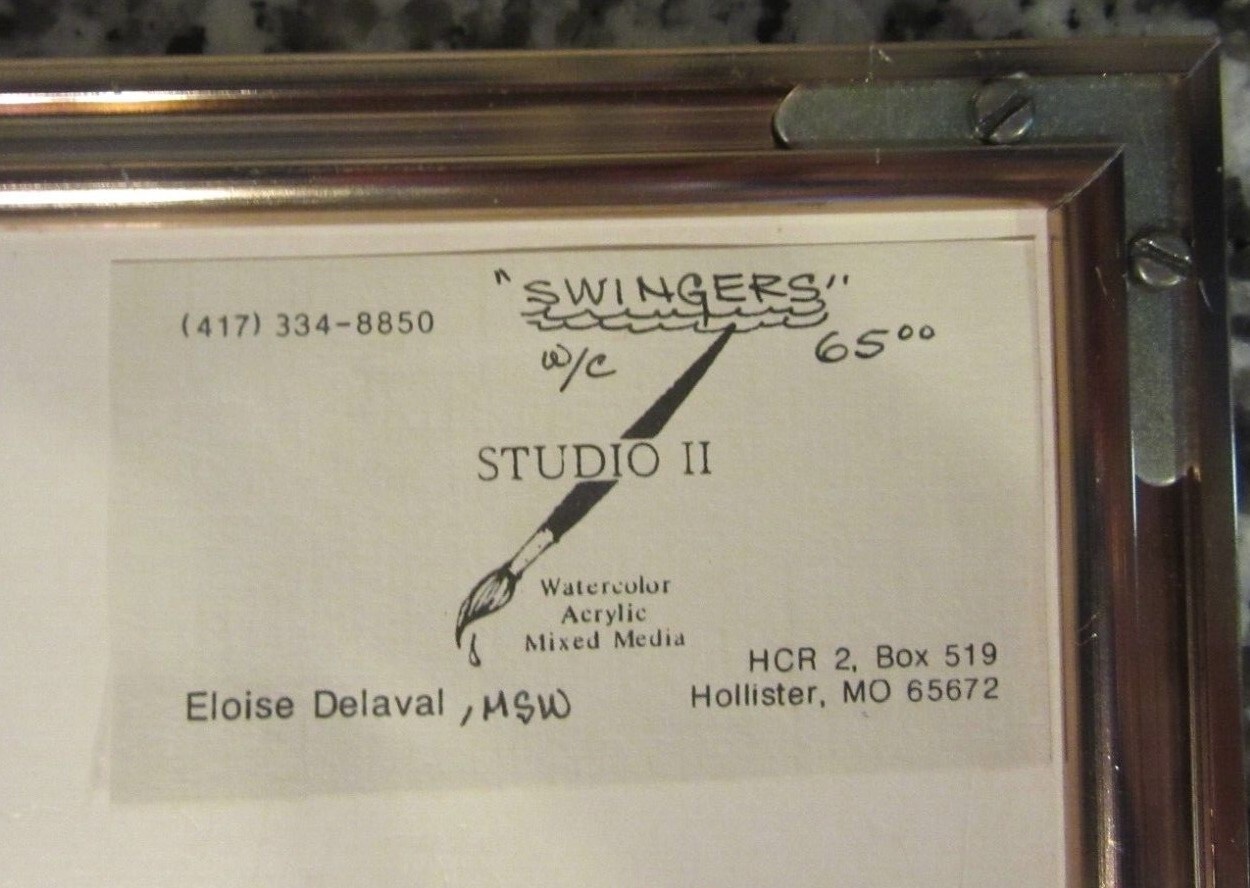 "SWINGERS"
(417) 334-8850
W/C
65⁰⁰
STUDIO II
Watercolor
Acrylic
Mixed Media
HCR 2, Box 519
Hollister, MO 65672
Eloise Delaval, MSW